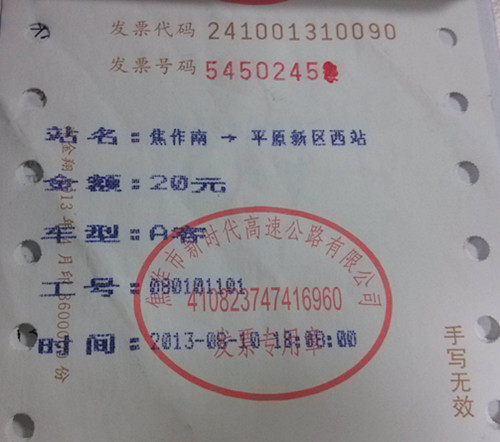 发票代码 241001310090
发票号码 5450245
站名：焦作南 → 平原新区西站
金额：20元
车型：A客
工号：080101101
时间：2013-08-10 18:08:00
焦作市新时代高速公路有限公司
410823747416960
发票专用章
手写无效